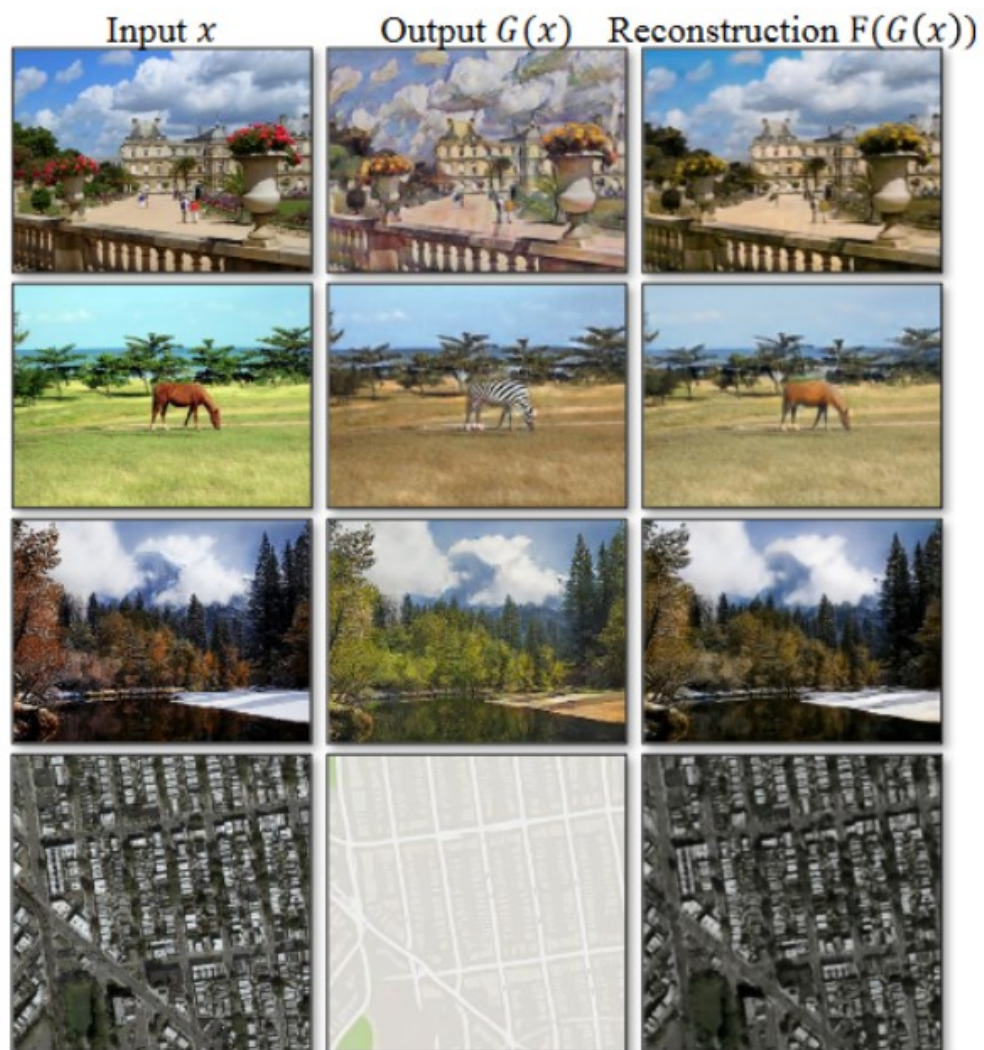 Input x
Output G(x)
Reconstruction F(G(x))